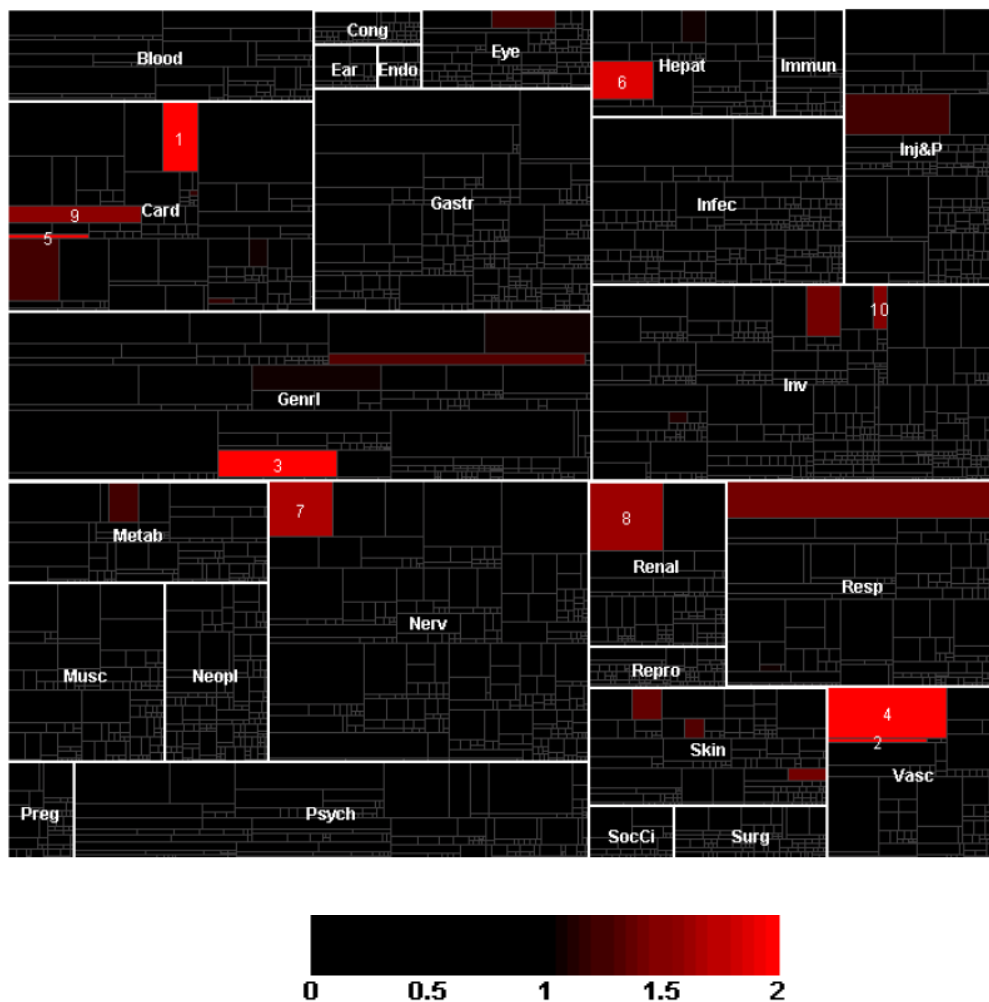 Cong
Blood
Eye
Ear
Endo
Hepat
Immun
6
1
Inj&P
9
Card
Gastr
Infec
5
10
Inv
Genrl
3
7
8
Metab
Renal
Resp
Nerv
Musc
Neopl
Repro
4
2
Skin
Vasc
Preg
Psych
SocCi
Surg
0
0.5
1
1.5
2